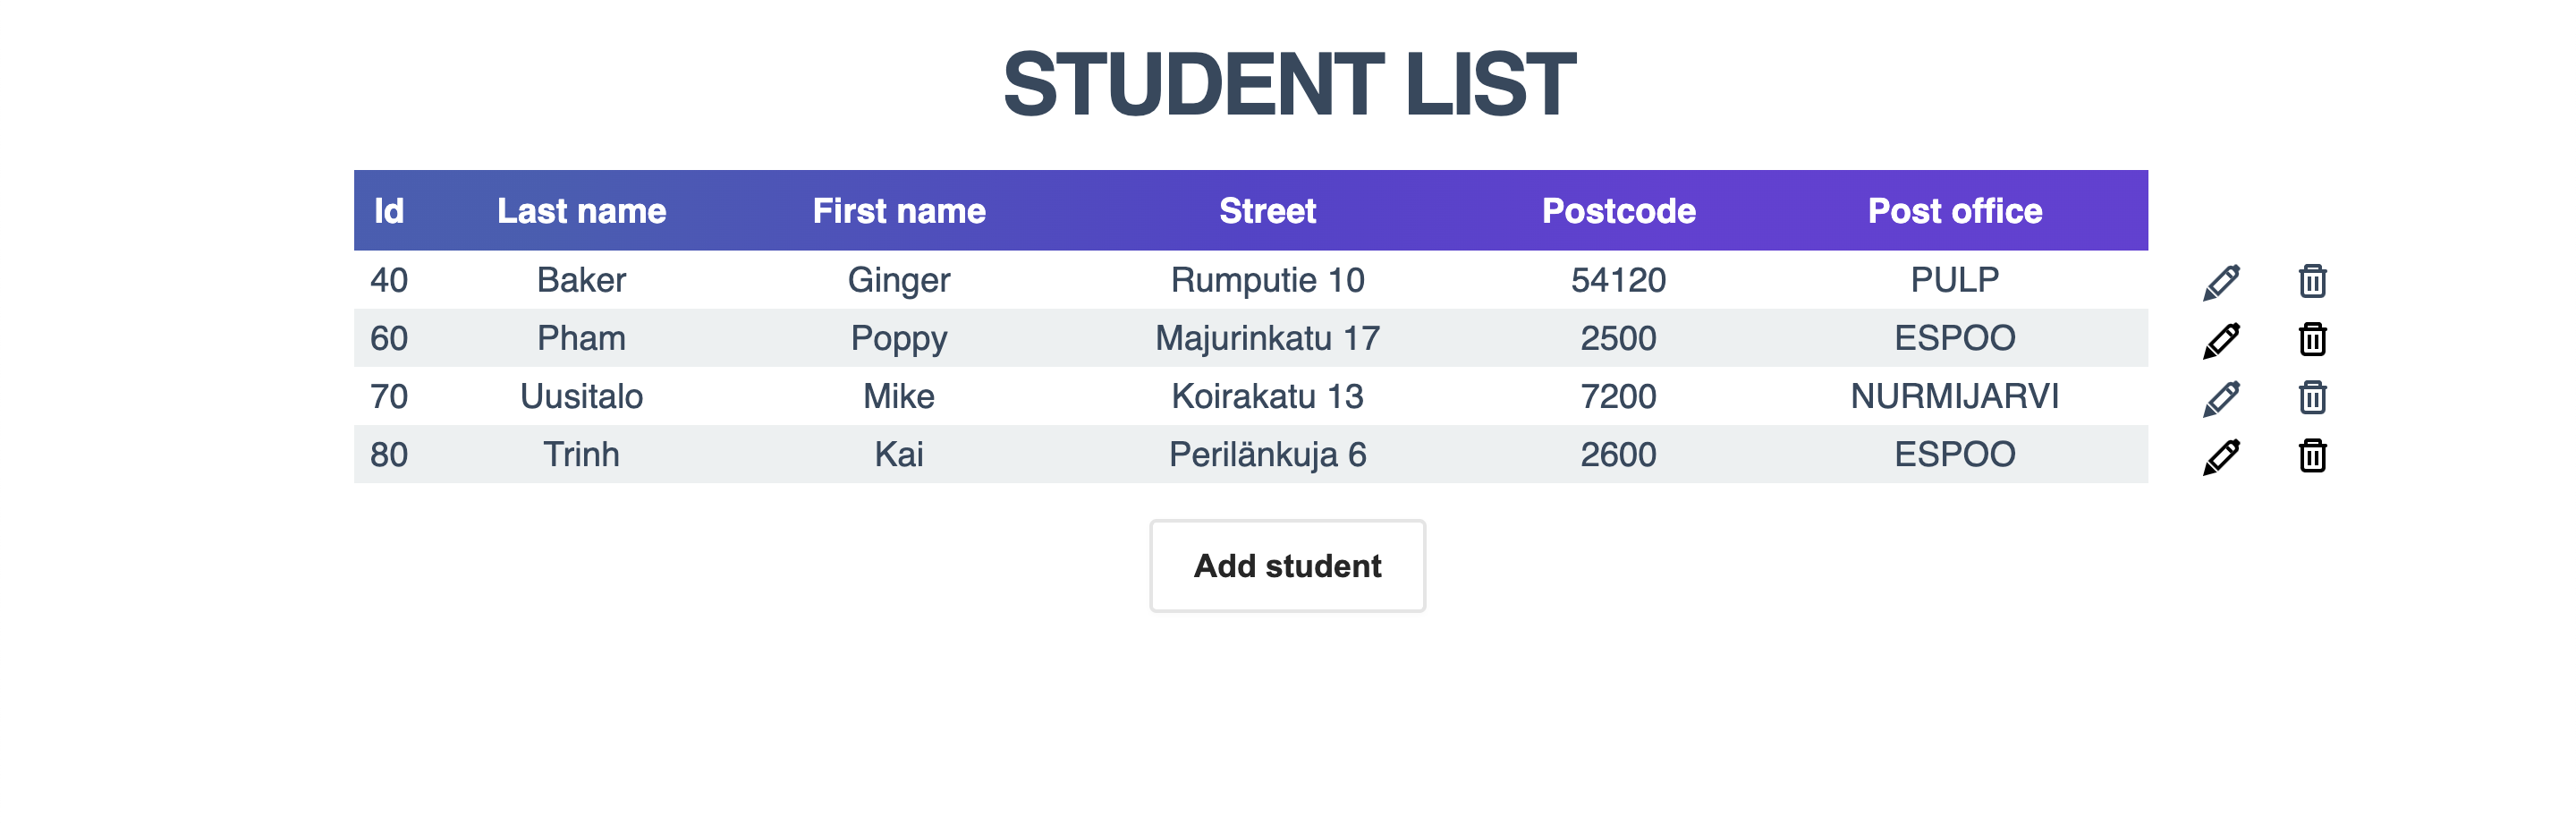 STUDENT LIST
Id Last name First name Street Postcode Post office
40 Baker Ginger Rumputie 10 54120 PULP
60 Pham Poppy Majurinkatu 17 2500 ESPOO
70 Uusitalo Mike Koirakatu 13 7200 NURMIJARVI
80 Trinh Kai Perilänkuja 6 2600 ESPOO
Add student